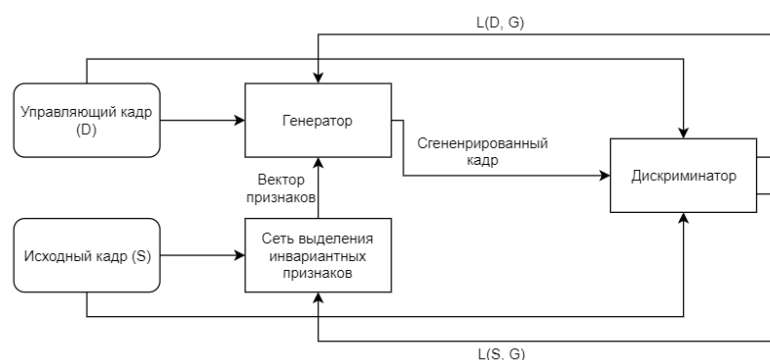 L(D, G)
Управляющий кадр
(D)
Генератор
Сгененрированный
кадр
Дискриминатор
Вектор
признаков
Исходный кадр (S)
Сеть выделения
инвариантных
признаков
L(S, G)